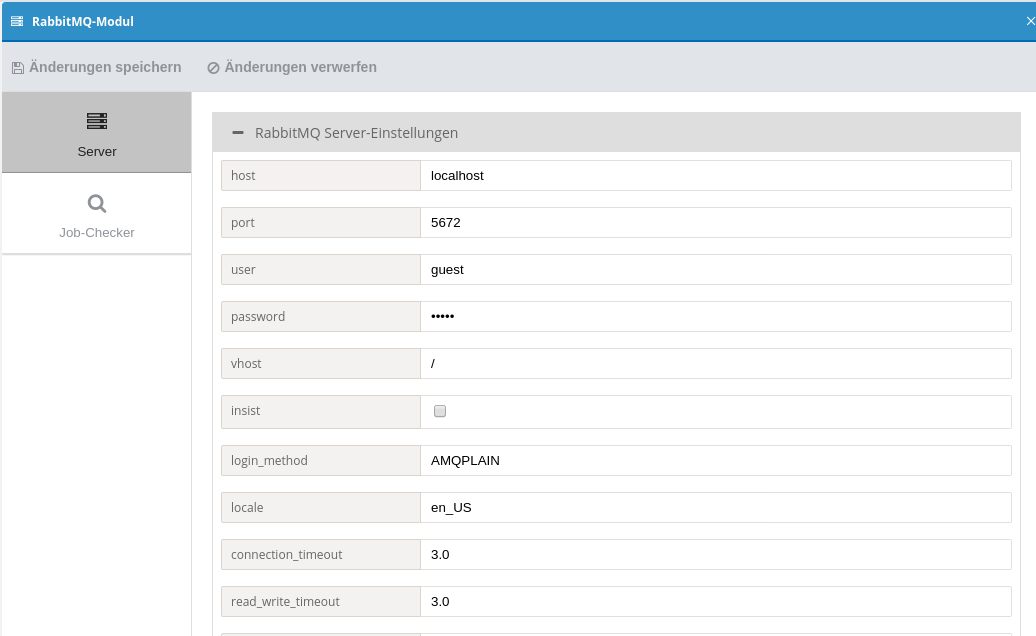 RabbitMQ-Modul
Änderungen speichern Änderungen verwerfen
Server
Job-Checker
RabbitMQ Server-Einstellungen
host localhost
port 5672
user guest
password •••••
vhost /
insist
login_method AMQPLAIN
locale en_US
connection_timeout 3.0
read_write_timeout 3.0